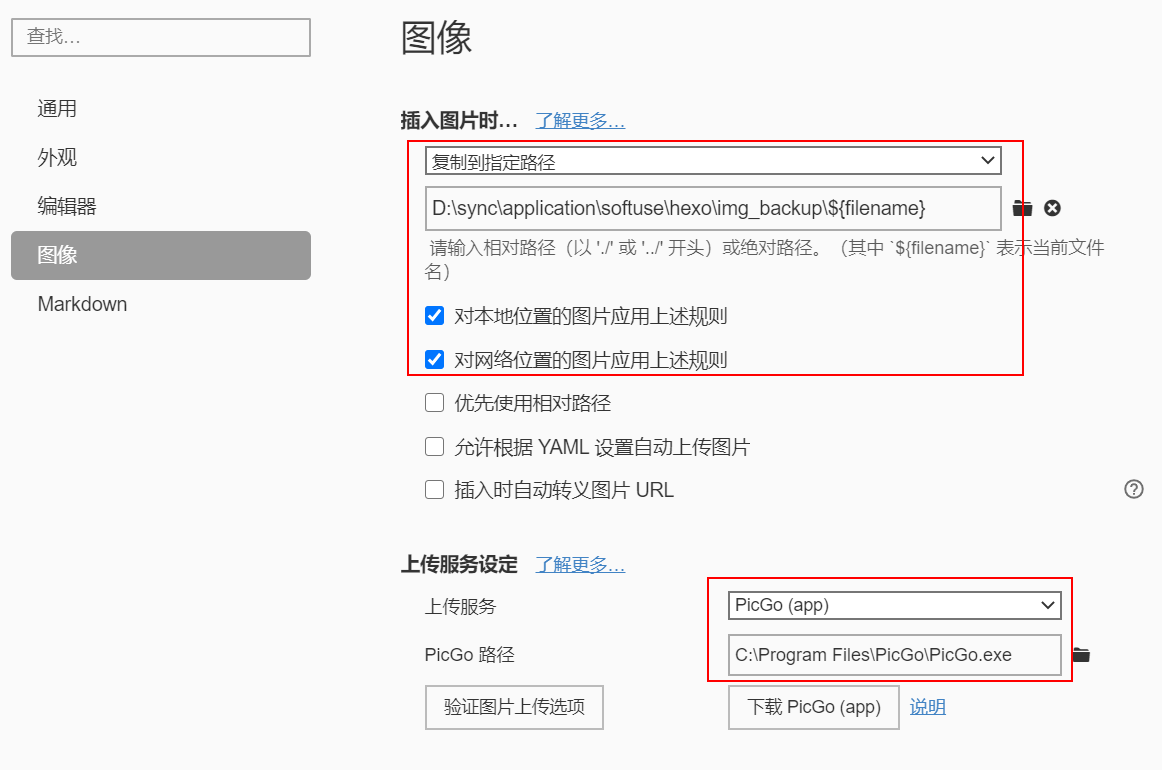 查找…
通用
外观
编辑器
图像
Markdown
图像
插入图片时… 了解更多…
复制到指定路径
D:\sync\application\softuse\hexo\img_backup\${filename}
请输入相对路径（以 './' 或 '../' 开头）或绝对路径。（其中 `${filename}` 表示当前文件
名）
对本地位置的图片应用上述规则
对网络位置的图片应用上述规则
优先使用相对路径
允许根据 YAML 设置自动上传图片
插入时自动转义图片 URL
上传服务设定 了解更多…
上传服务 PicGo (app)
PicGo 路径 C:\Program Files\PicGo\PicGo.exe
验证图片上传选项 下载 PicGo (app) 说明